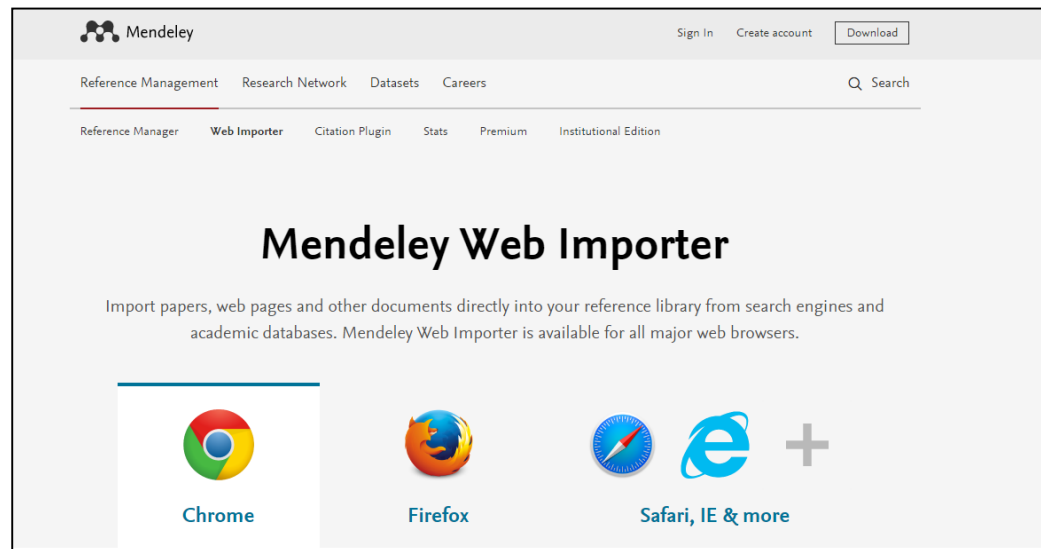 Mendeley
Sign In Create account Download
Reference Management Research Network Datasets Careers Search
Reference Manager Web Importer Citation Plugin Stats Premium Institutional Edition
Mendeley Web Importer
Import papers, web pages and other documents directly into your reference library from search engines and
academic databases. Mendeley Web Importer is available for all major web browsers.
Chrome Firefox Safari, IE & more